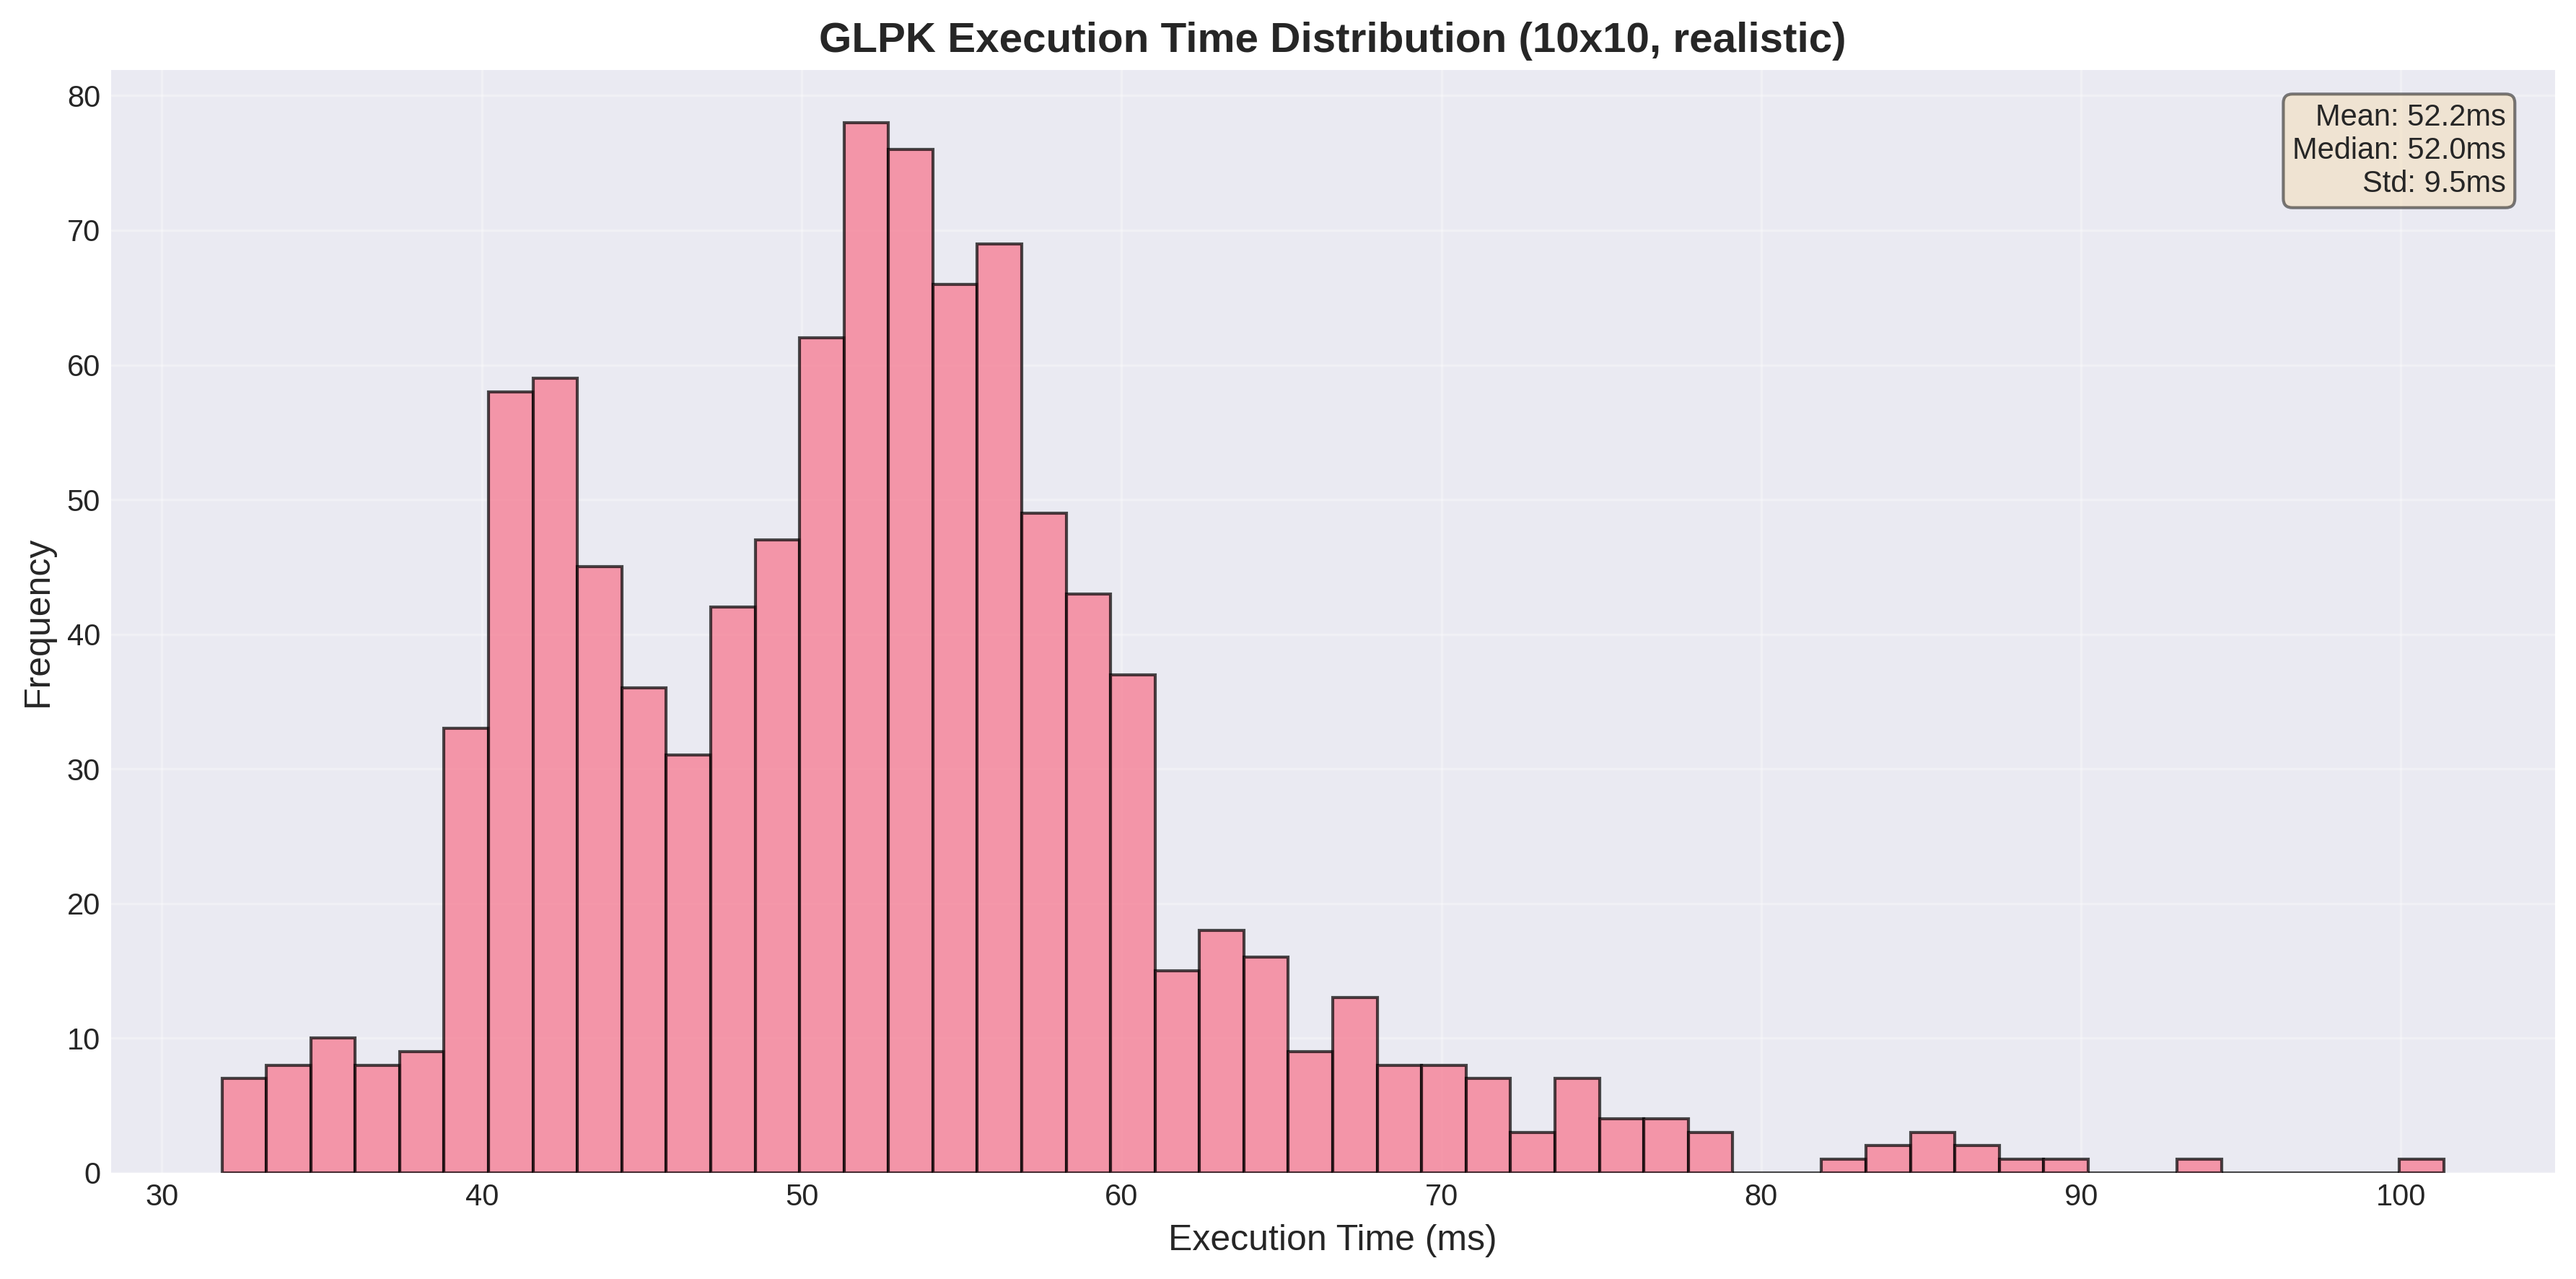 GLPK Execution Time Distribution (10x10, realistic)
Mean: 52.2ms
Median: 52.0ms
Std: 9.5ms
Frequency
80
70
60
50
40
30
20
10
0
30 40 50 60 70 80 90 100
Execution Time (ms)